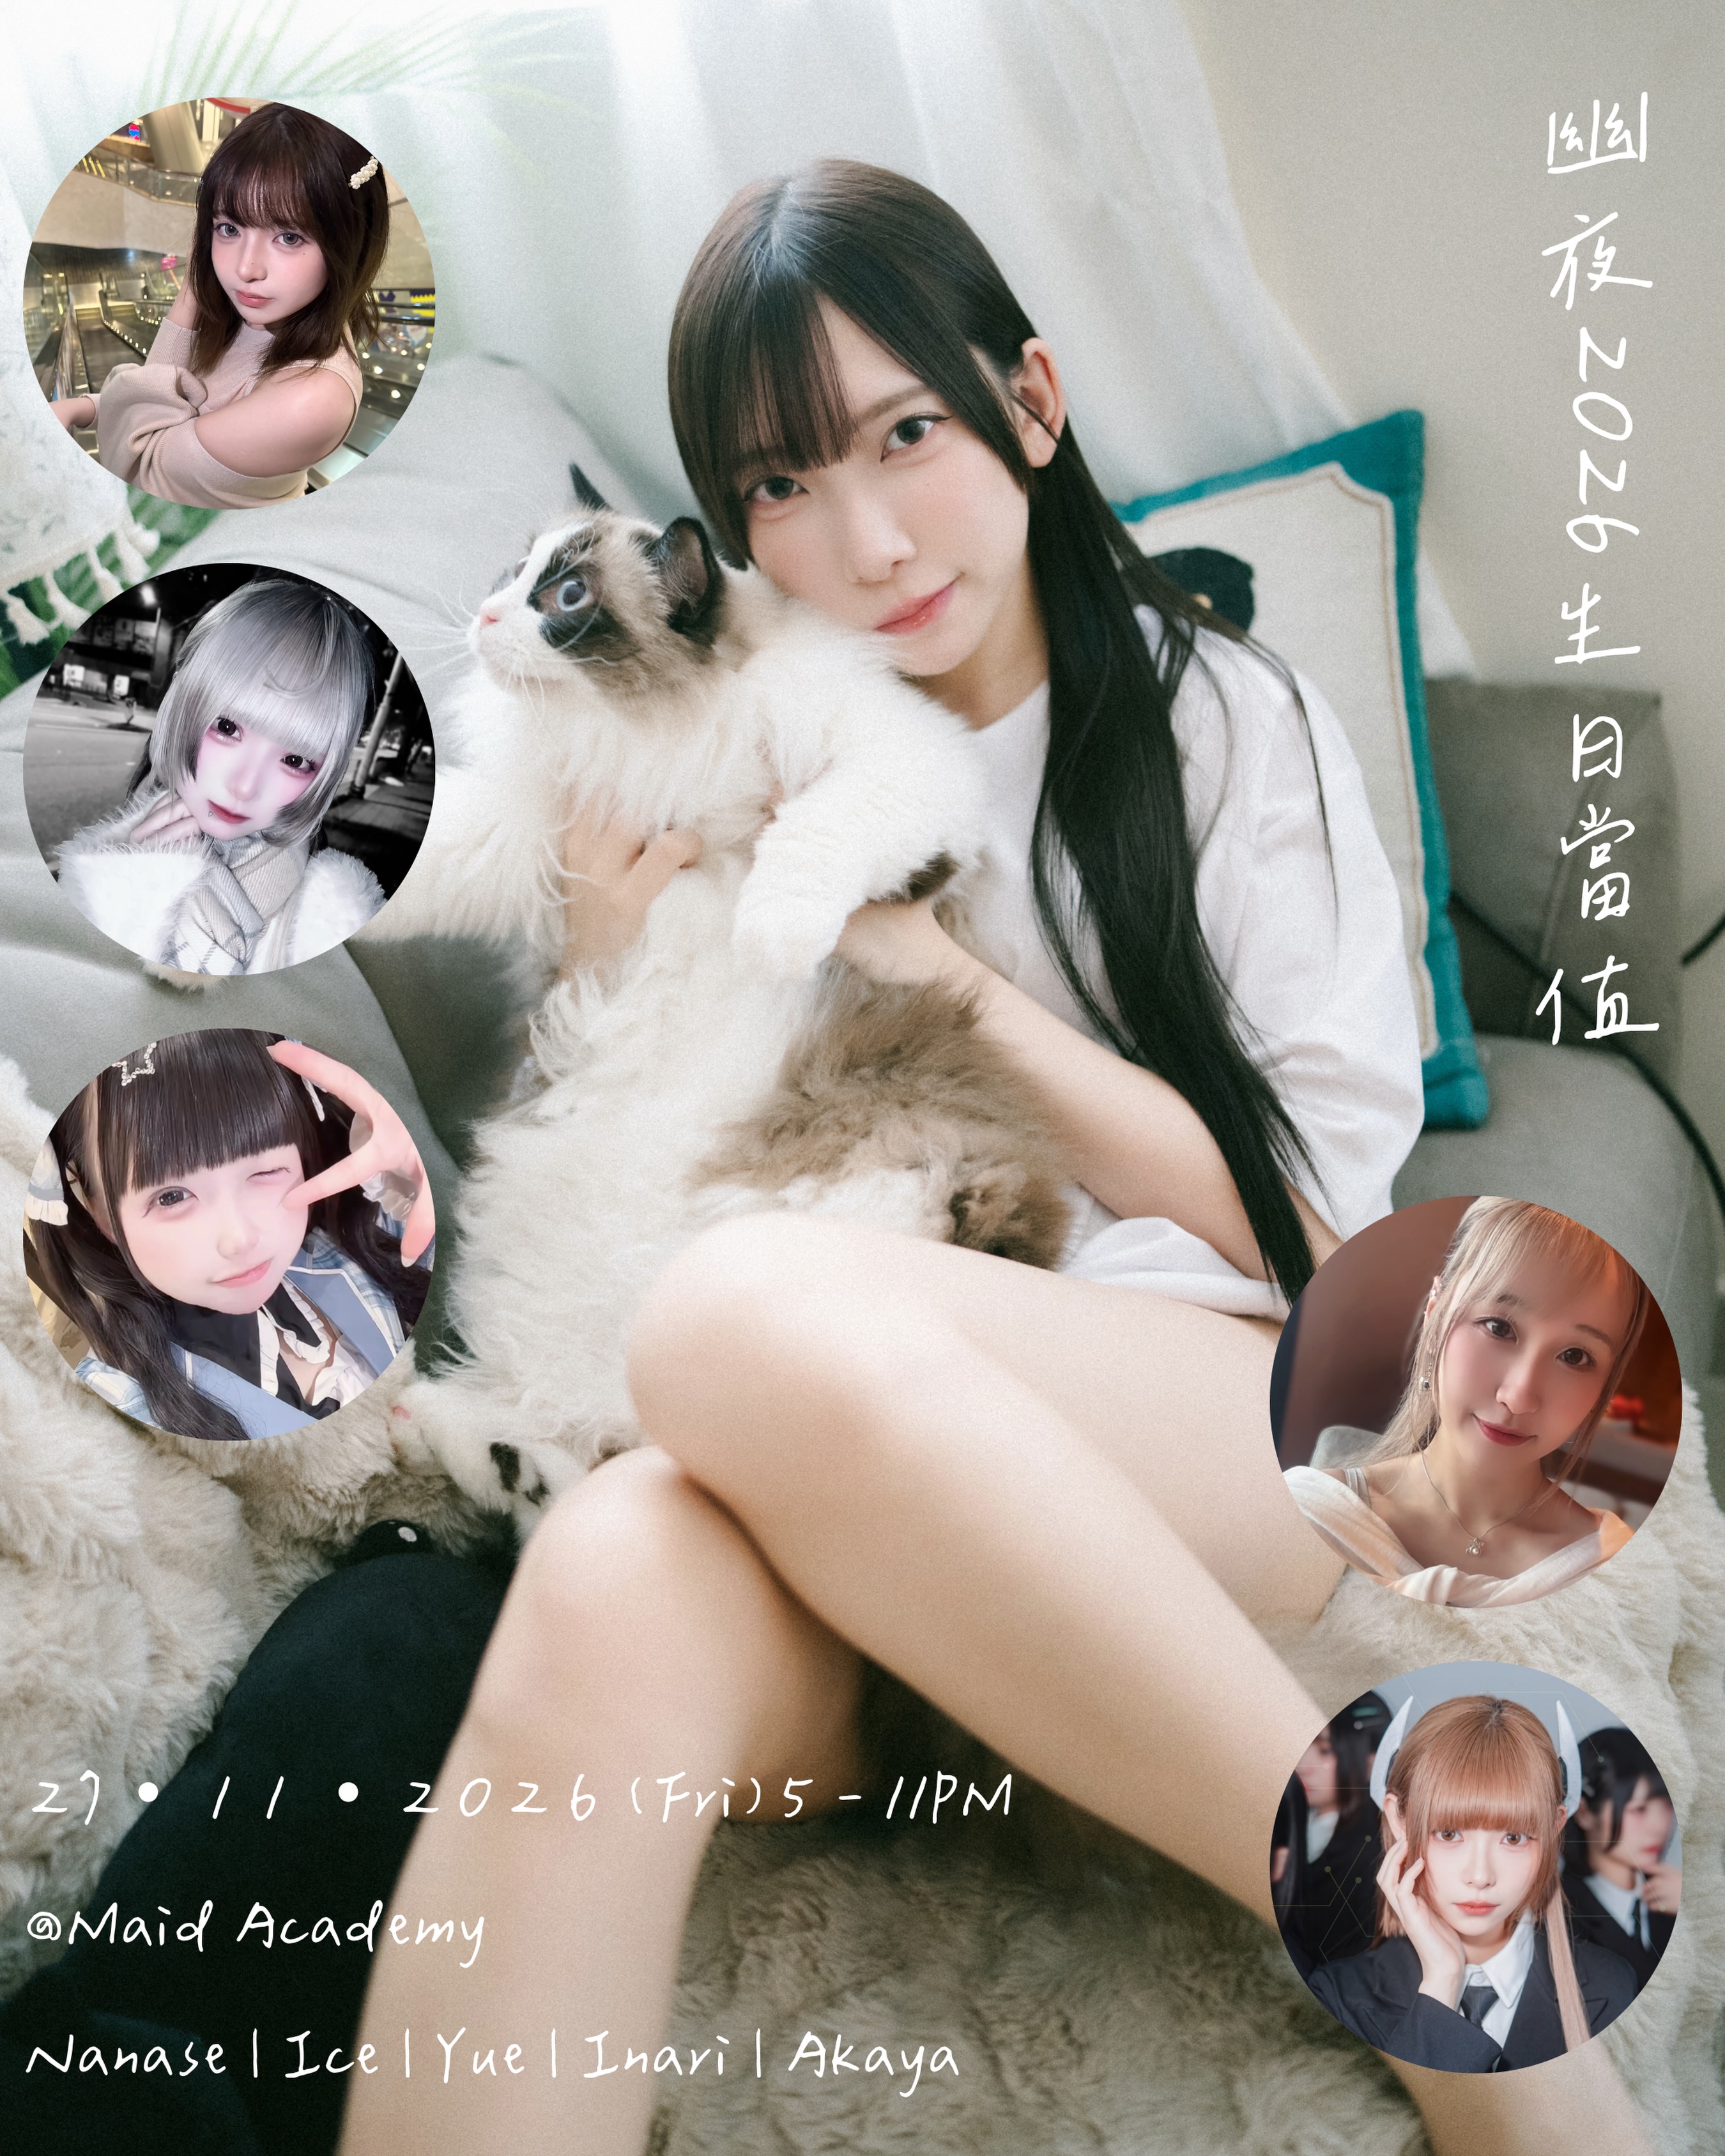 幽夜2026生日當值
27•11•2026(Fri)5-11PM
@Maid Academy
Nanase|Ice|Yue|Inari|Akaya